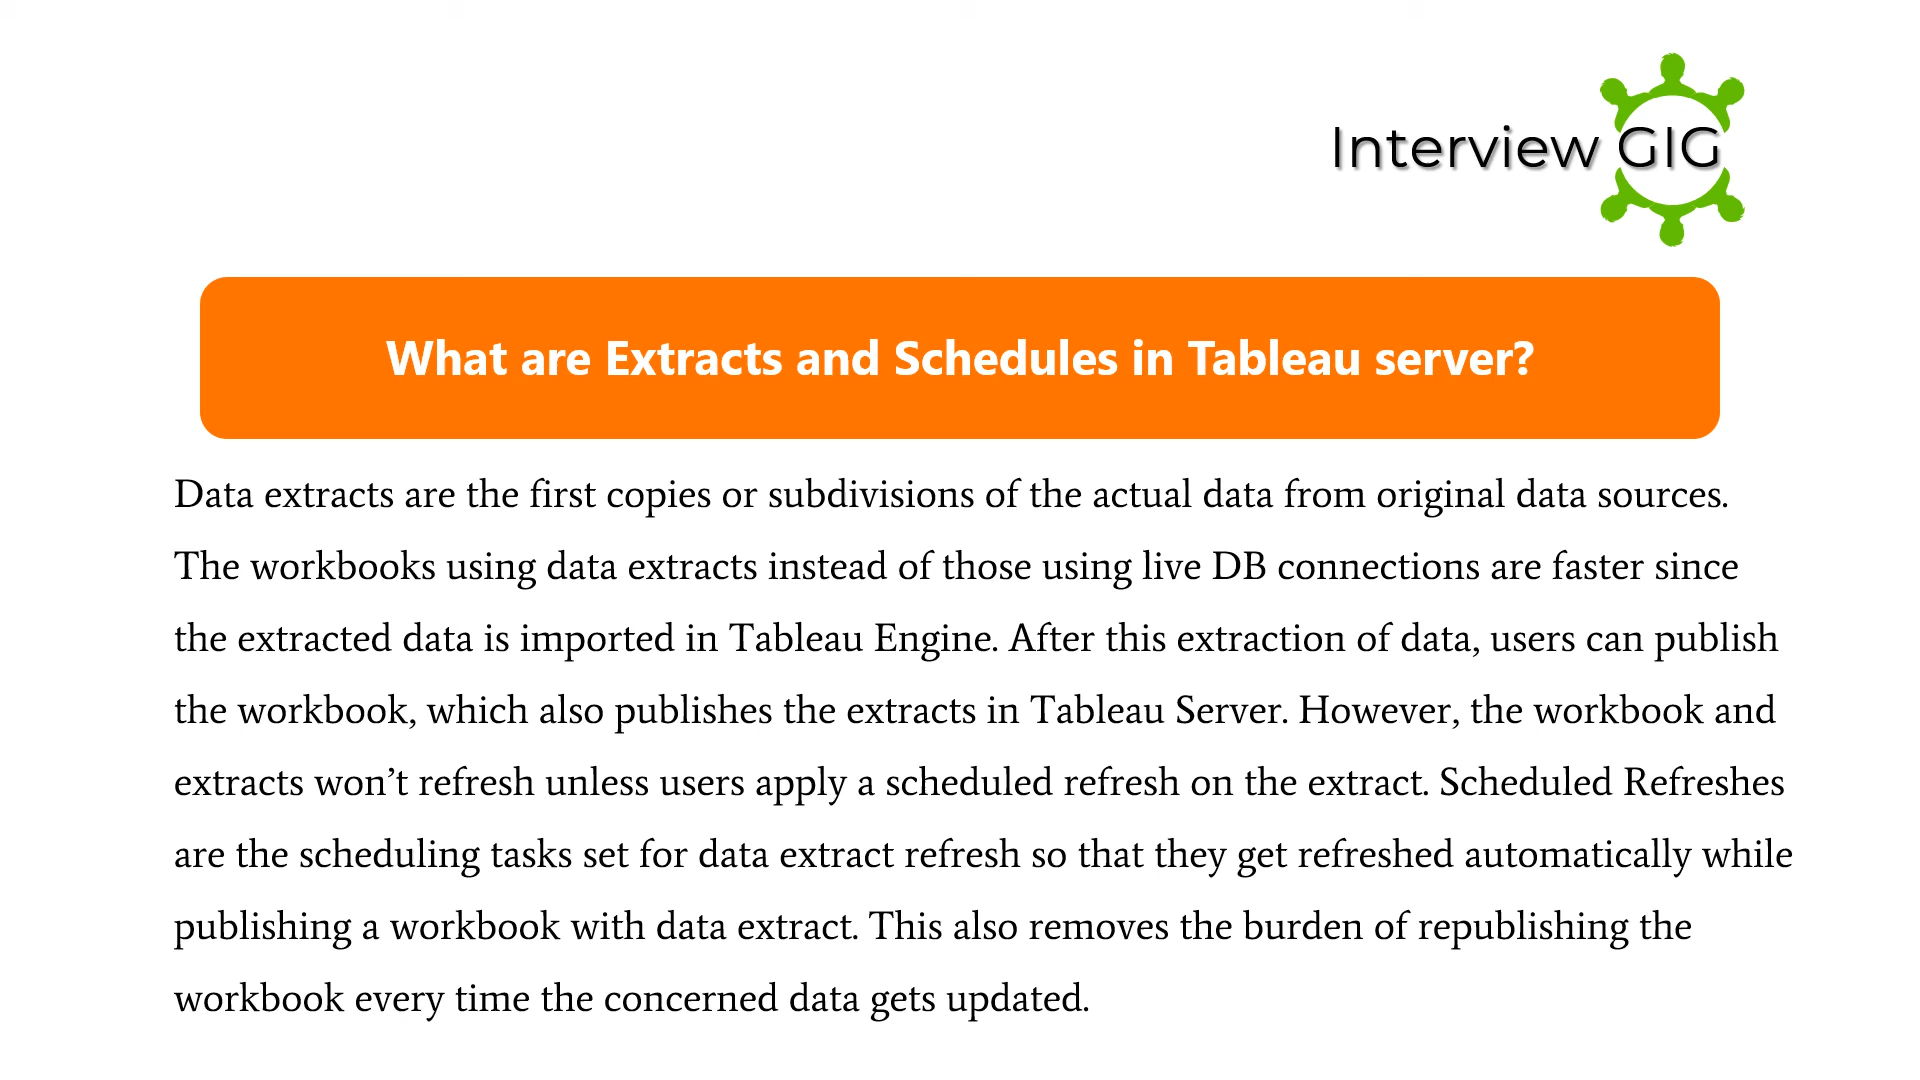 Interview GIG
What are Extracts and Schedules in Tableau server?
Data extracts are the first copies or subdivisions of the actual data from original data sources.
The workbooks using data extracts instead of those using live DB connections are faster since
the extracted data is imported in Tableau Engine. After this extraction of data, users can publish
the workbook, which also publishes the extracts in Tableau Server. However, the workbook and
extracts won’t refresh unless users apply a scheduled refresh on the extract. Scheduled Refreshes
are the scheduling tasks set for data extract refresh so that they get refreshed automatically while
publishing a workbook with data extract. This also removes the burden of republishing the
workbook every time the concerned data gets updated.